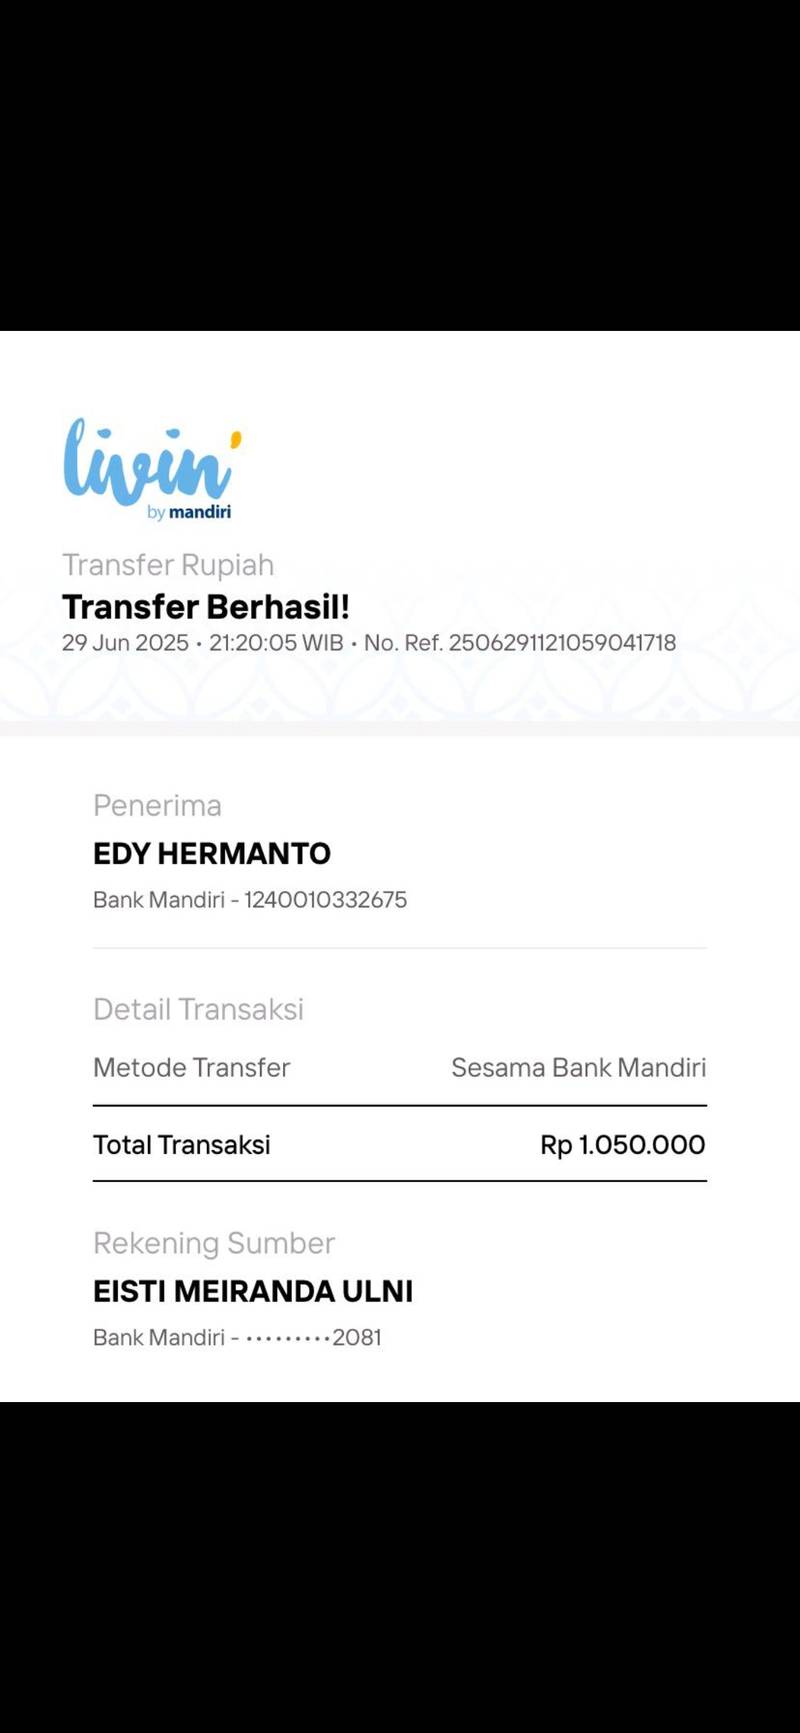 livin'
by mandiri
Transfer Rupiah
Transfer Berhasil!
29 Jun 2025 • 21:20:05 WIB • No. Ref. 2506291121059041718
Penerima
EDY HERMANTO
Bank Mandiri - 1240010332675
Detail Transaksi
Metode Transfer Sesama Bank Mandiri
Total Transaksi Rp 1.050.000
Rekening Sumber
EISTI MEIRANDA ULNI
Bank Mandiri - •••••••••2081